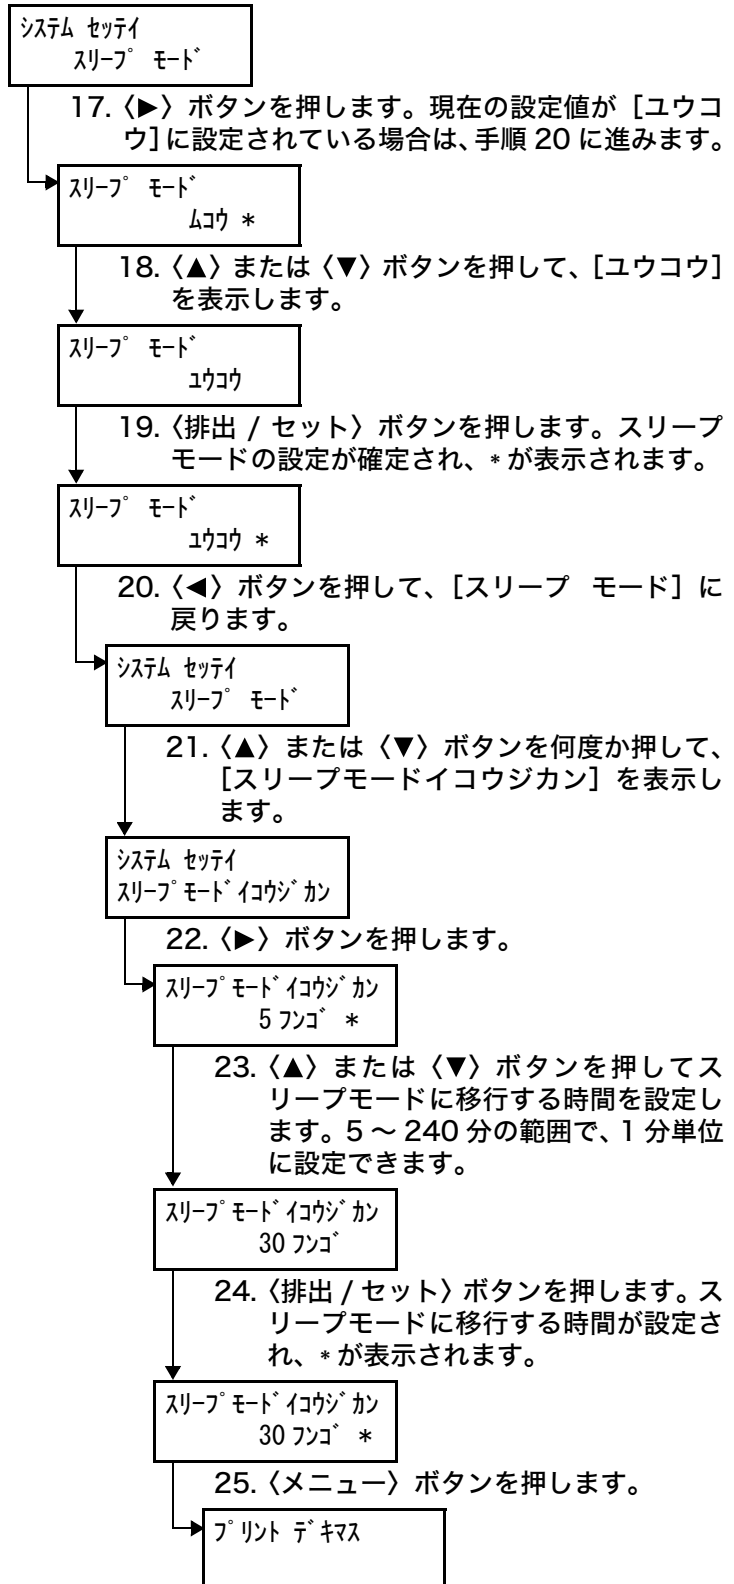 ｼｽﾃﾑ ｾｯﾃｲ
ｽﾘｰﾌﾟ ﾓｰﾄﾞ
17.〈▶〉ボタンを押します。現在の設定値が［ユウコ
ウ］に設定されている場合は、手順 20 に進みます。
ｽﾘｰﾌﾟ ﾓｰﾄﾞ
ﾑｺｳ *
18.〈▲〉または〈▼〉ボタンを押して、［ユウコウ］
を表示します。
ｽﾘｰﾌﾟ ﾓｰﾄﾞ
ﾕｳｺｳ
19.〈排出 / セット〉ボタンを押します。スリープ
モードの設定が確定され、* が表示されます。
ｽﾘｰﾌﾟ ﾓｰﾄﾞ
ﾕｳｺｳ *
20.〈◀〉ボタンを押して、［スリープ モード］に
戻ります。
ｼｽﾃﾑ ｾｯﾃｲ
ｽﾘｰﾌﾟ ﾓｰﾄﾞ
21.〈▲〉または〈▼〉ボタンを何度か押して、
［スリープモードイコウジカン］を表示し
ます。
ｼｽﾃﾑ ｾｯﾃｲ
ｽﾘｰﾌﾟﾓｰﾄﾞｲｺｳｼﾞｶﾝ
22.〈▶〉ボタンを押します。
ｽﾘｰﾌﾟﾓｰﾄﾞｲｺｳｼﾞｶﾝ
5 ﾌﾝｺﾞ *
23.〈▲〉または〈▼〉ボタンを押してス
リープモードに移行する時間を設定し
ます。5 ～ 240 分の範囲で、1 分単位
に設定できます。
ｽﾘｰﾌﾟﾓｰﾄﾞｲｺｳｼﾞｶﾝ
30 ﾌﾝｺﾞ
24.〈排出 / セット〉ボタンを押します。ス
リープモードに移行する時間が設定さ
れ、* が表示されます。
ｽﾘｰﾌﾟﾓｰﾄﾞｲｺｳｼﾞｶﾝ
30 ﾌﾝｺﾞ *
25.〈メニュー〉ボタンを押します。
ﾌﾟﾘﾝﾄ ﾃﾞｷﾏｽ